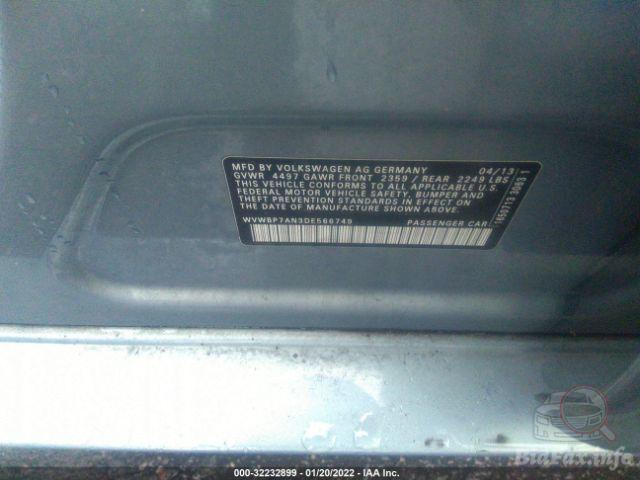 MFD BY VOLKSWAGEN AG GERMANY 04/13
GVWR 4497 GAWR FRONT 2359 / REAR 2249 LBS
THIS VEHICLE CONFORMS TO ALL APPLICABLE U.S.
FEDERAL MOTOR VEHICLE SAFETY, BUMPER AND
THEFT PREVENTION STANDARDS IN EFFECT ON
THE DATE OF MANUFACTURE SHOWN ABOVE.
WVWBP7AN3DE566749 PASSENGER CAR
BidFax.info
000-32232899 - 01/20/2022 - IAA Inc.